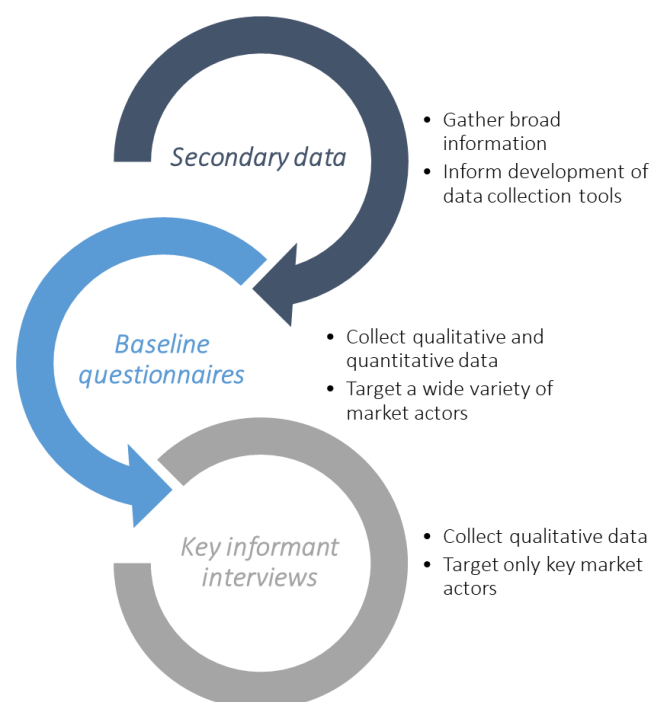 Secondary data
• Gather broad
information
• Inform development of
data collection tools
Baseline
questionnaires
• Collect qualitative and
quantitative data
• Target a wide variety of
market actors
Key informant
interviews
• Collect qualitative data
• Target only key market
actors